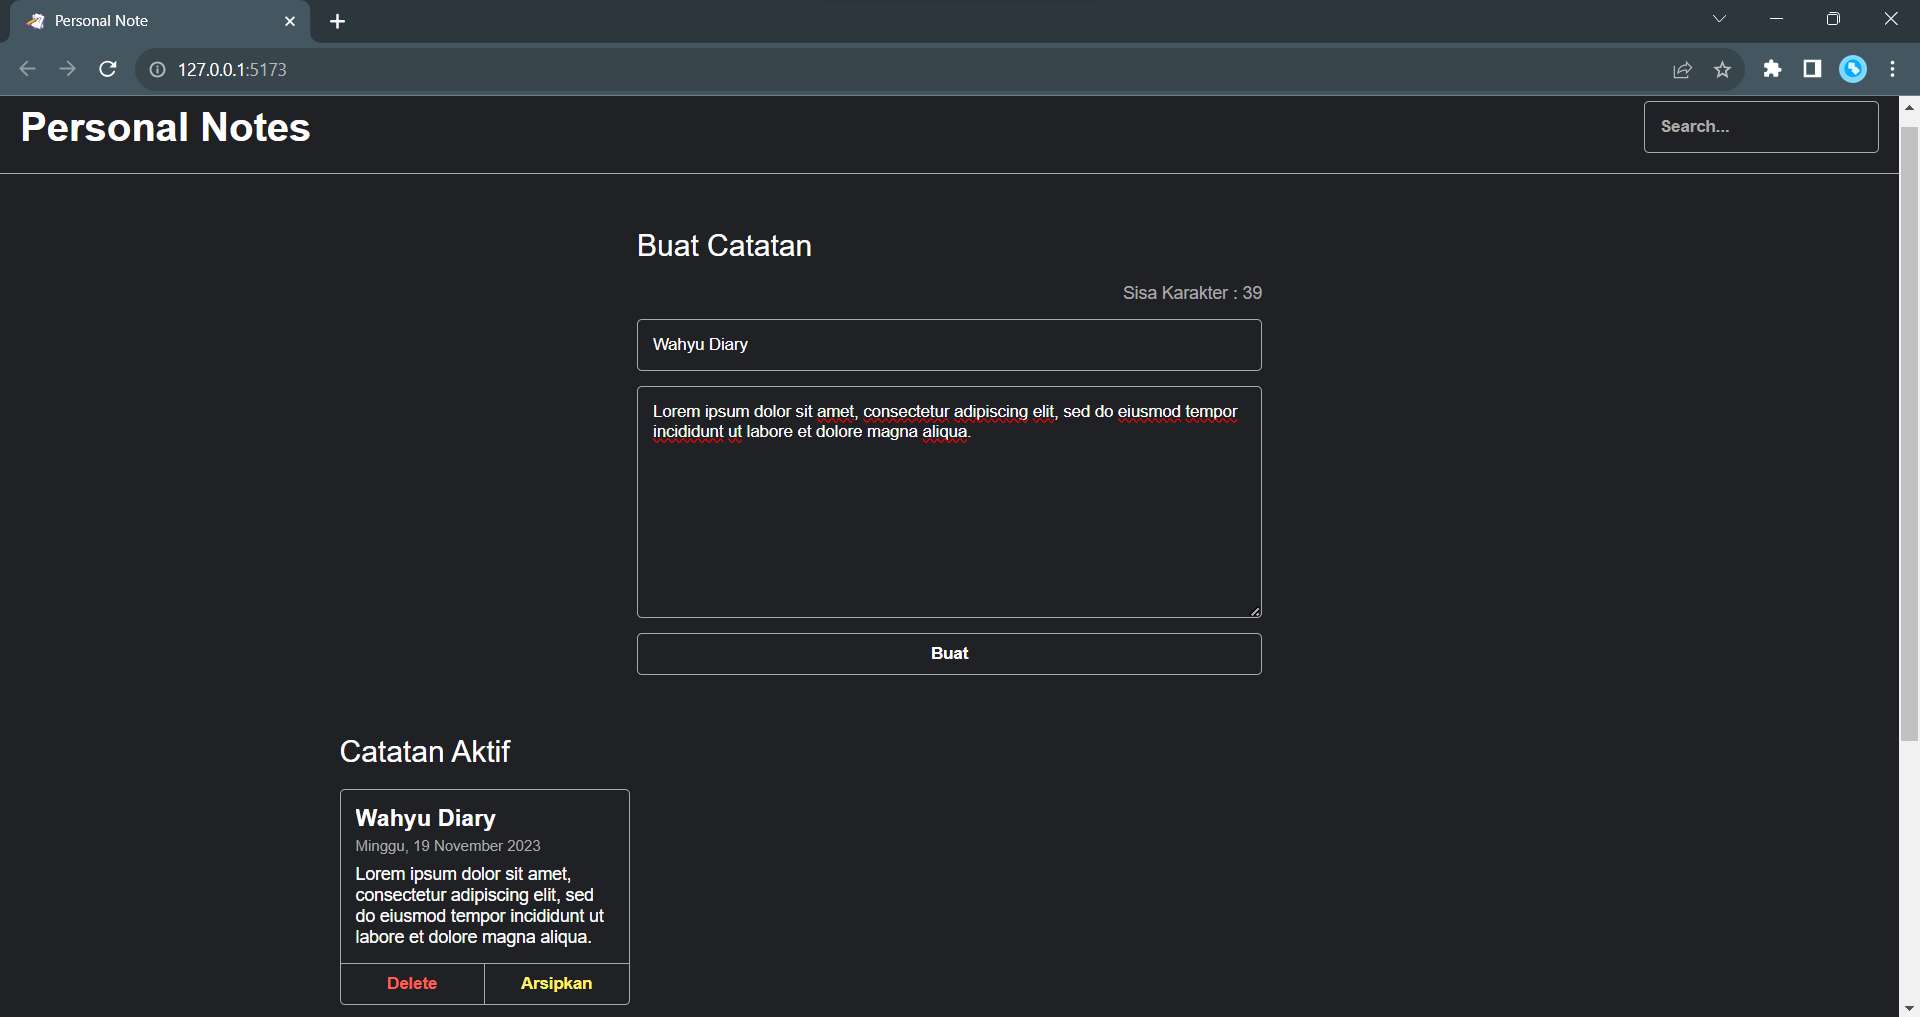 Personal Note
127.0.0.1:5173
Personal Notes
Search...
Buat Catatan
Sisa Karakter : 39
Wahyu Diary
Lorem ipsum dolor sit amet, consectetur adipiscing elit, sed do eiusmod tempor
incididunt ut labore et dolore magna aliqua.
Buat
Catatan Aktif
Wahyu Diary
Minggu, 19 November 2023
Lorem ipsum dolor sit amet,
consectetur adipiscing elit, sed
do eiusmod tempor incididunt ut
labore et dolore magna aliqua.
Delete
Arsipkan